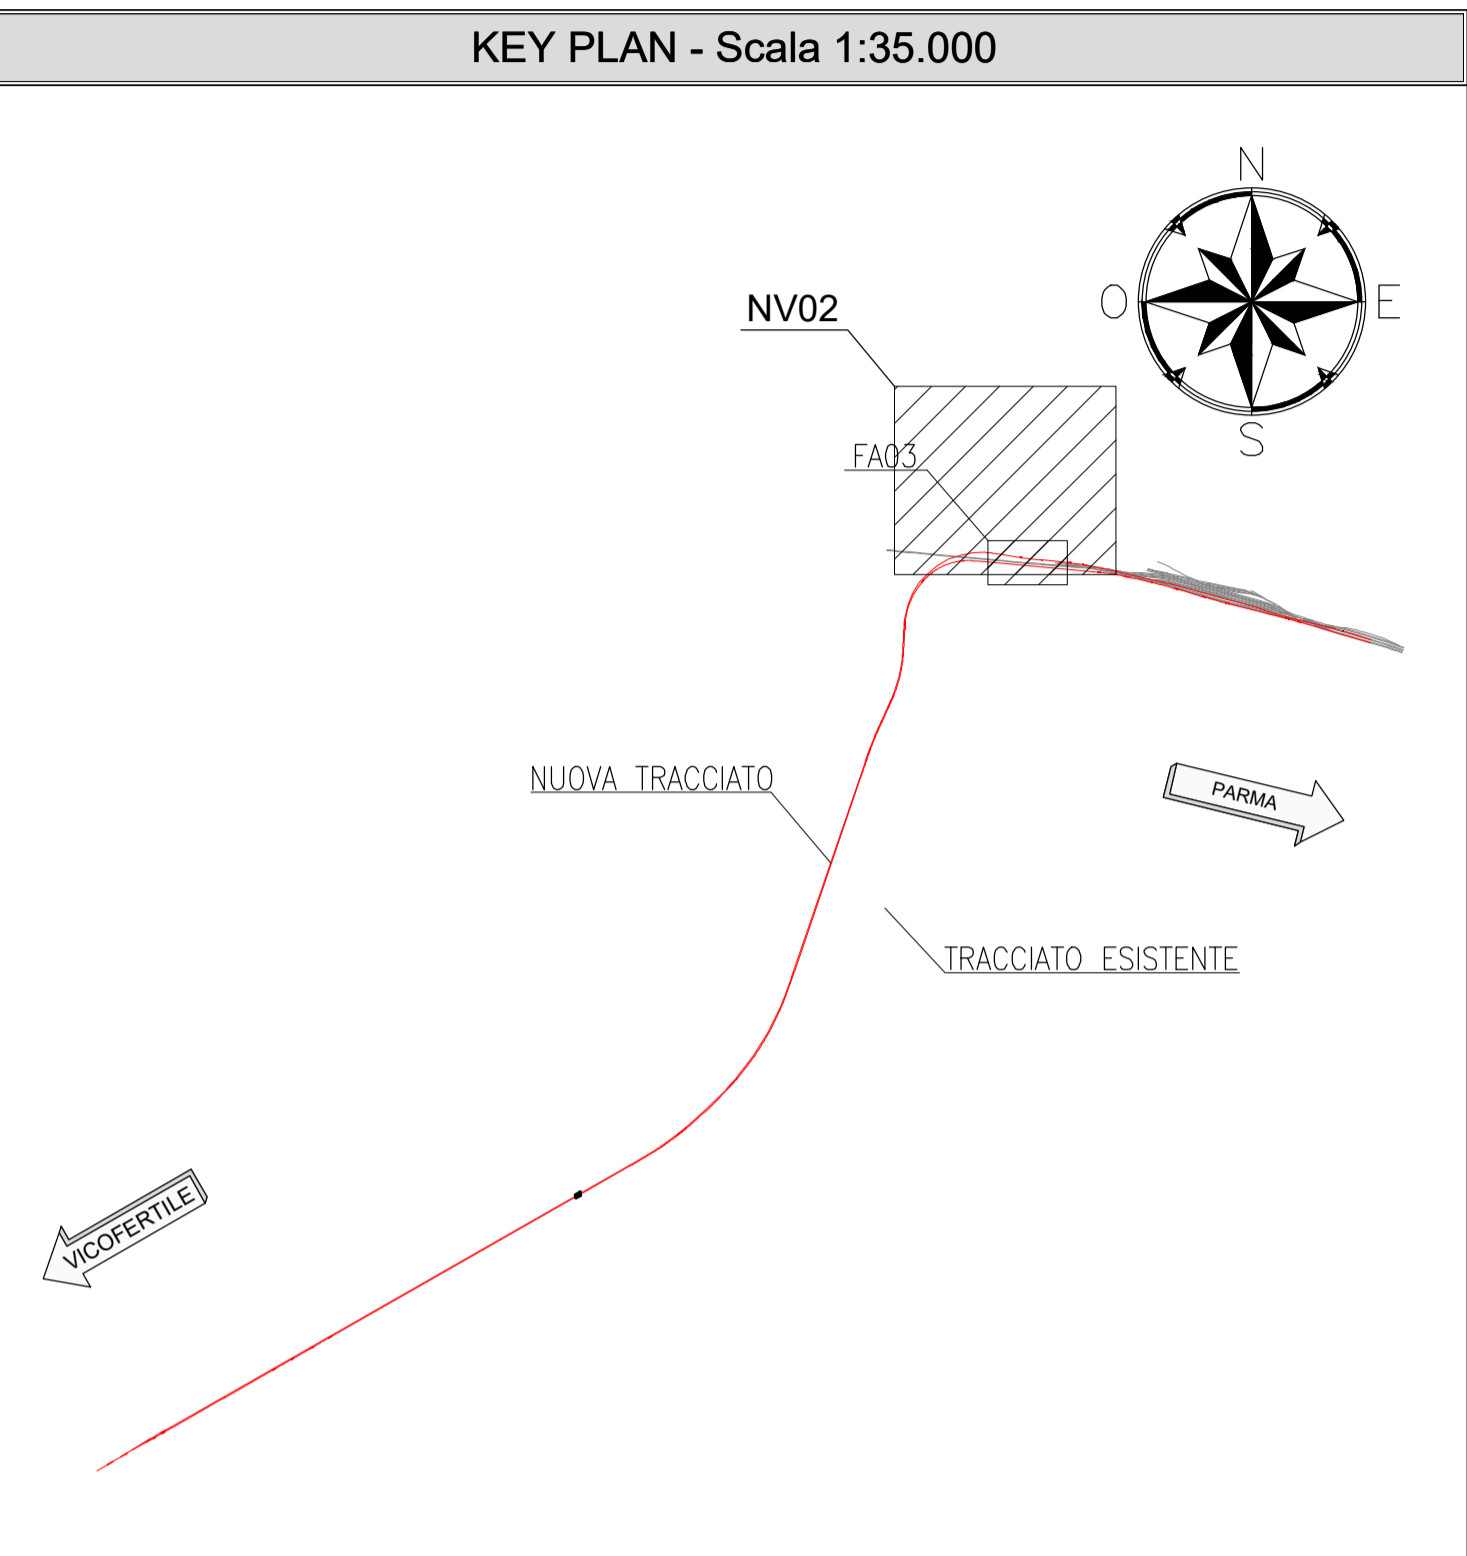 KEY PLAN - Scala 1:35.000
N
NV02
O
E
S
FA03
NUOVA TRACCIATO
PARMA
TRACCIATO ESISTENTE
VICOFERTILE